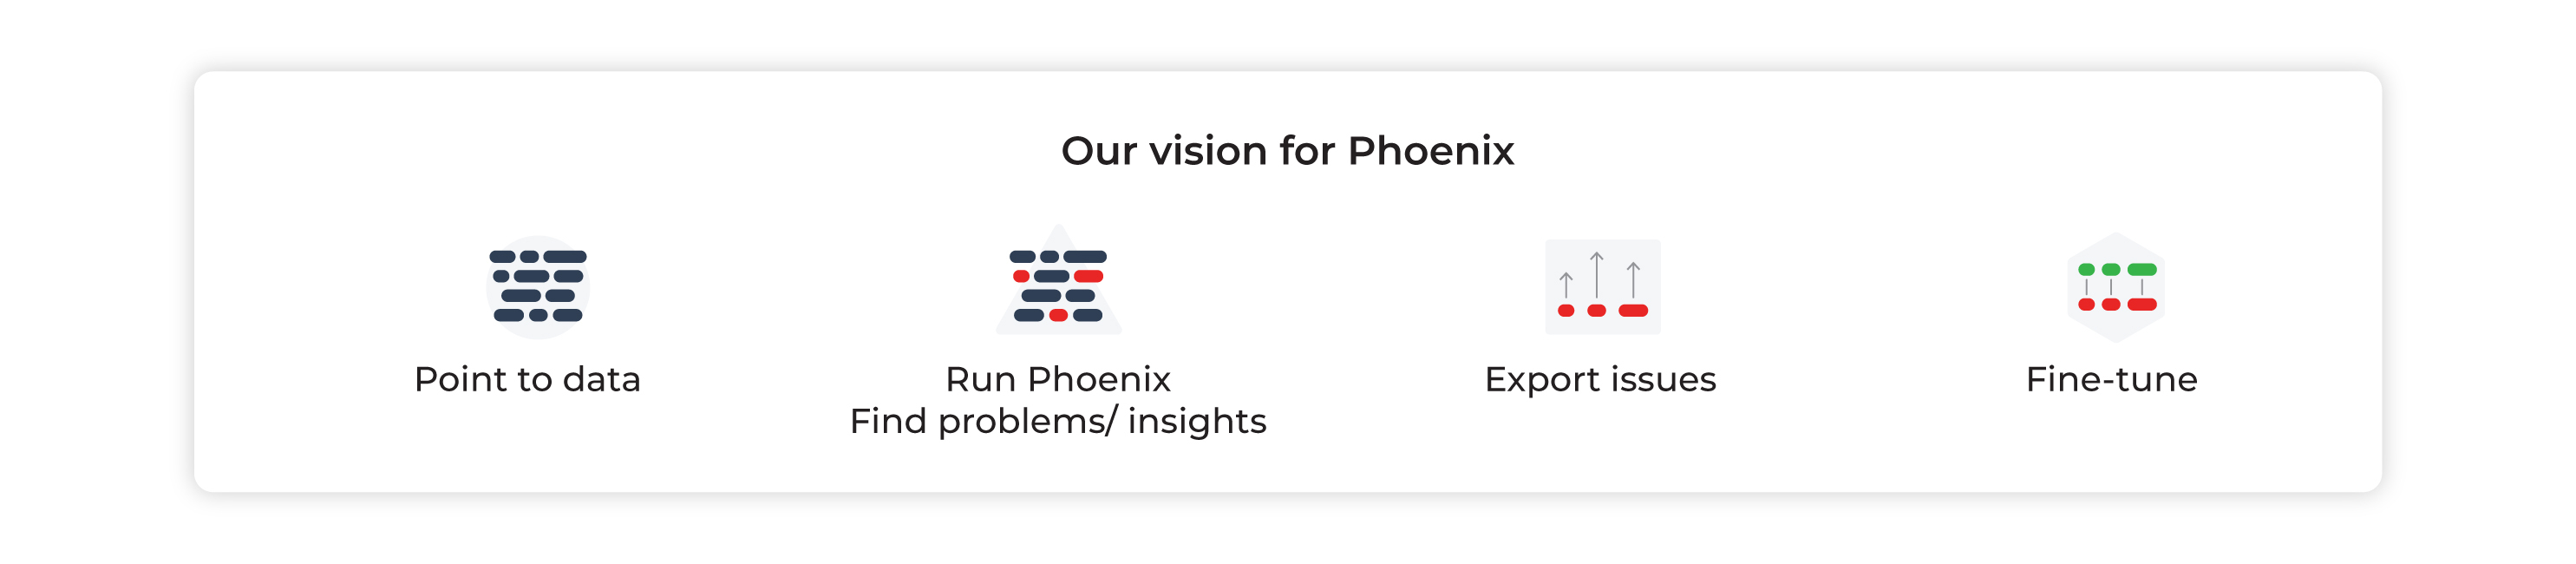 Our vision for Phoenix
Point to data
Run Phoenix
Find problems/ insights
Export issues
Fine-tune